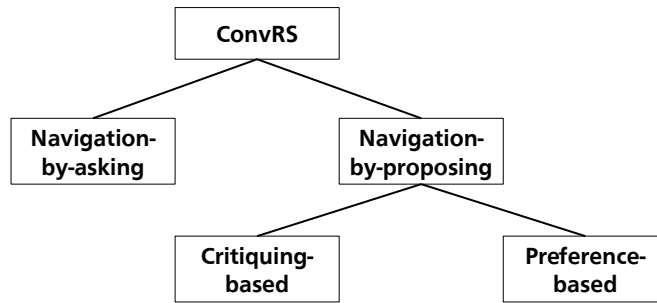 ConvRS
Navigation-
by-asking
Navigation-
by-proposing
Critiquing-
based
Preference-
based